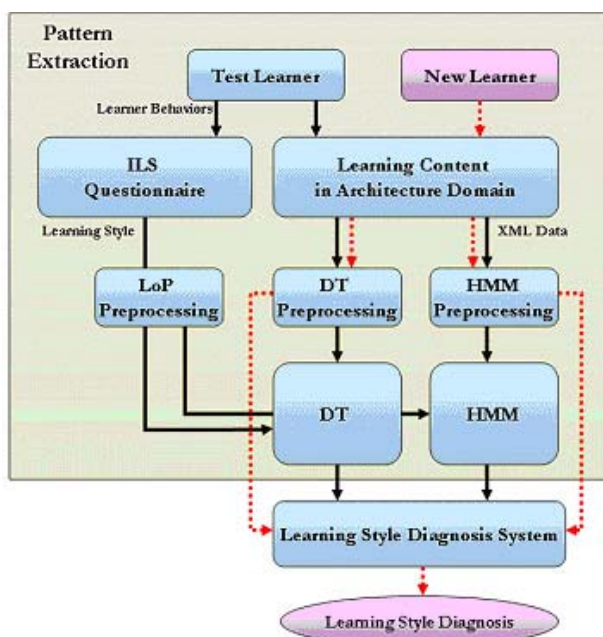 Pattern
Extraction
Test Learner
New Learner
Learner Behaviors
ILS
Questionnaire
Learning Content
in Architecture Domain
Learning Style
XML Data
LoP
Preprocessing
DT
Preprocessing
HMM
Preprocessing
DT
HMM
Learning Style Diagnosis System
Learning Style Diagnosis